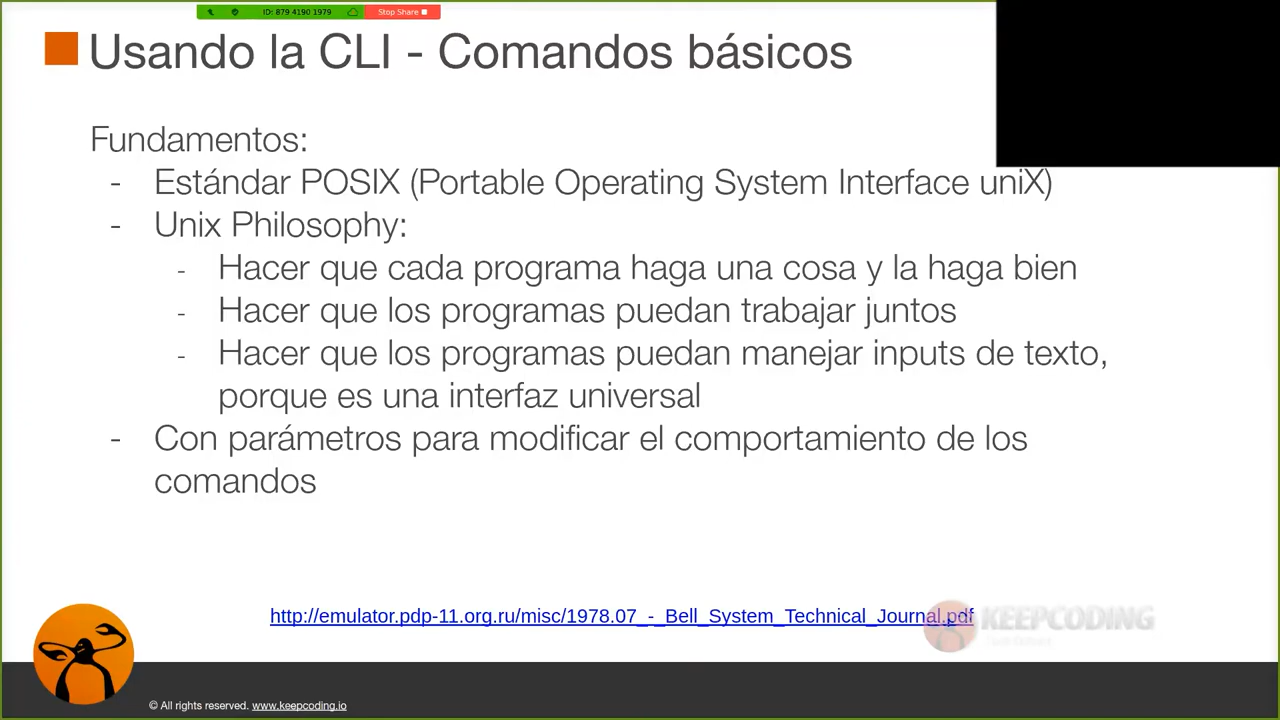 ID: 879 4190 1979
Stop Share
Usando la CLI - Comandos básicos
Fundamentos:
- Estándar POSIX (Portable Operating System Interface uniX)
- Unix Philosophy:
- Hacer que cada programa haga una cosa y la haga bien
- Hacer que los programas puedan trabajar juntos
- Hacer que los programas puedan manejar inputs de texto,
porque es una interfaz universal
- Con parámetros para modificar el comportamiento de los
comandos
http://emulator.pdp-11.org.ru/misc/1978.07_-_Bell_System_Technical_Journal.pdf
KEEPCODING
© All rights reserved. www.keepcoding.io